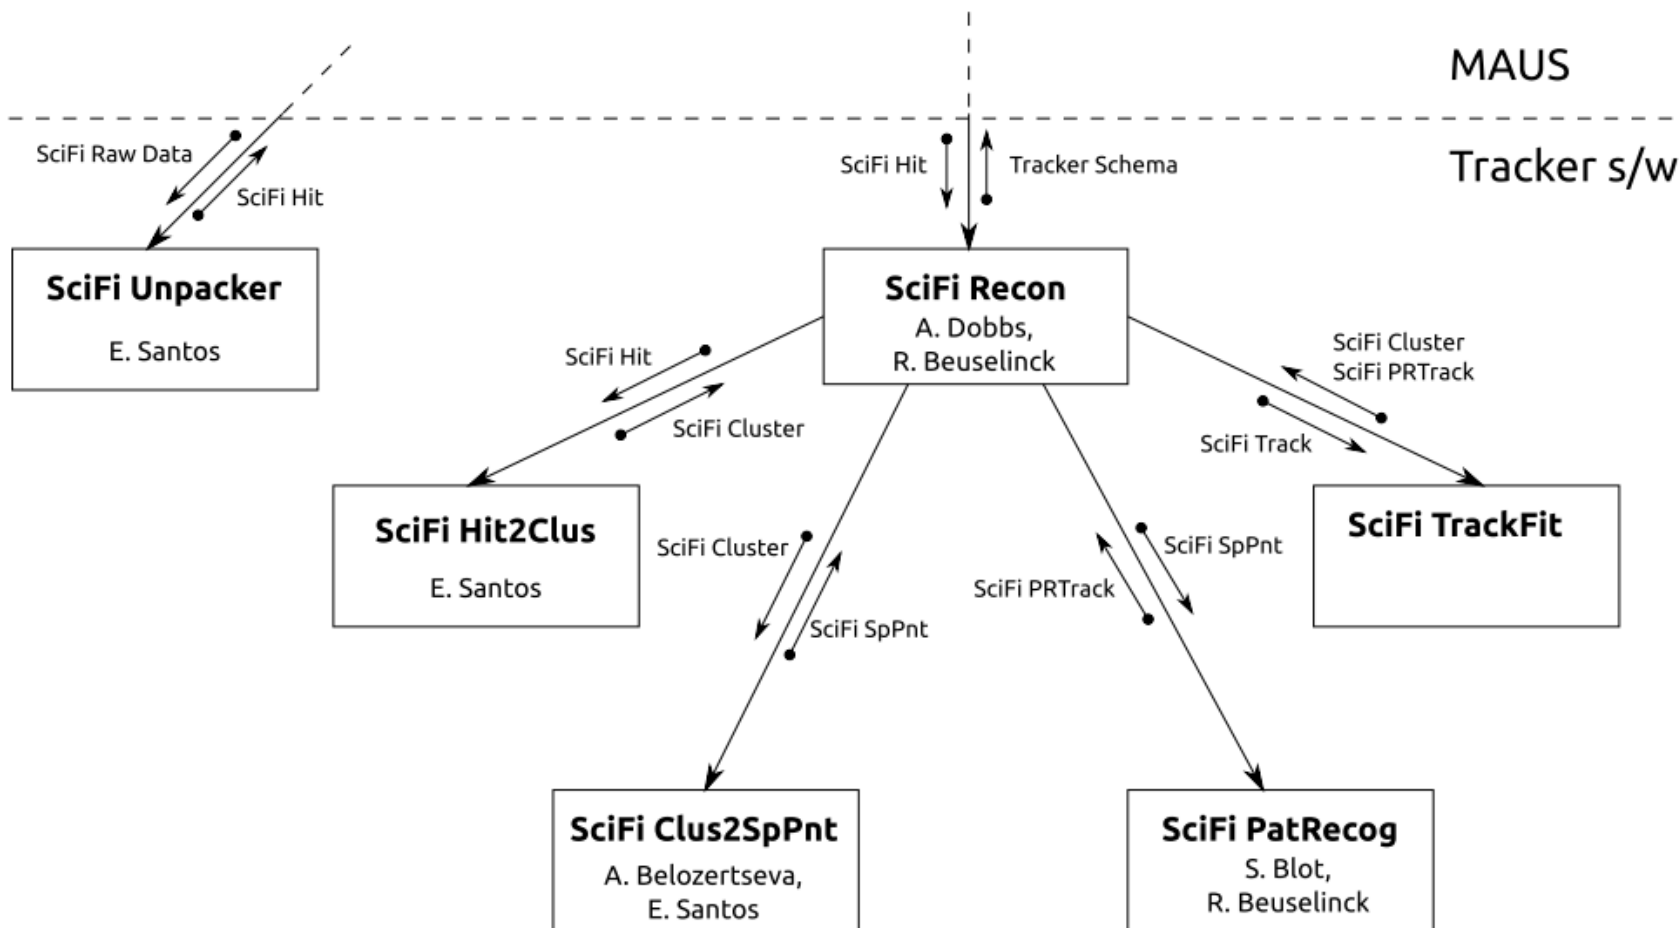 MAUS
Tracker s/w
SciFi Raw Data
SciFi Hit
SciFi Hit
Tracker Schema
SciFi Unpacker
E. Santos
SciFi Recon
A. Dobbs,
R. Beuselinck
SciFi Hit
SciFi Cluster
SciFi Cluster
SciFi PRTrack
SciFi Track
SciFi Hit2Clus
E. Santos
SciFi Cluster
SciFi SpPnt
SciFi PRTrack
SciFi SpPnt
SciFi TrackFit
SciFi Clus2SpPnt
A. Belozertseva,
E. Santos
SciFi PatRecog
S. Blot,
R. Beuselinck